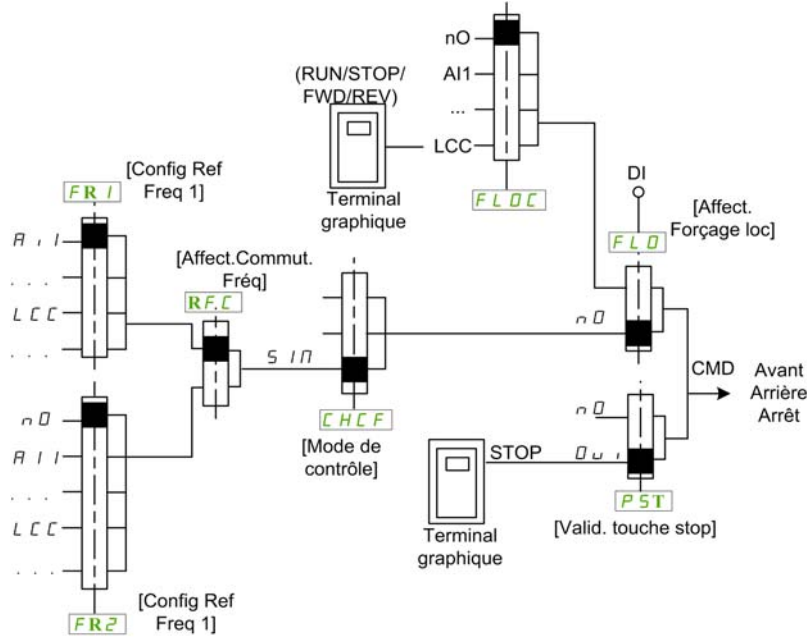 nO
(RUN/STOP/
FWD/REV)
AI1
...
LCC
Terminal
graphique
FLOC
DI
[Affect.
Forçage loc]
FLO
[Config Ref
Freq 1]
FR1
Ai1
...
LCC
...
[Affect.Commut.
Fréq]
RF.C
SIM
nO
CHCF
[Mode de
contrôle]
CMD
Avant
Arrière
Arrêt
nO
AI1
...
LCC
...
FR2
[Config Ref
Freq 1]
nO
STOP
Oui
Terminal
graphique
PST
[Valid. touche stop]